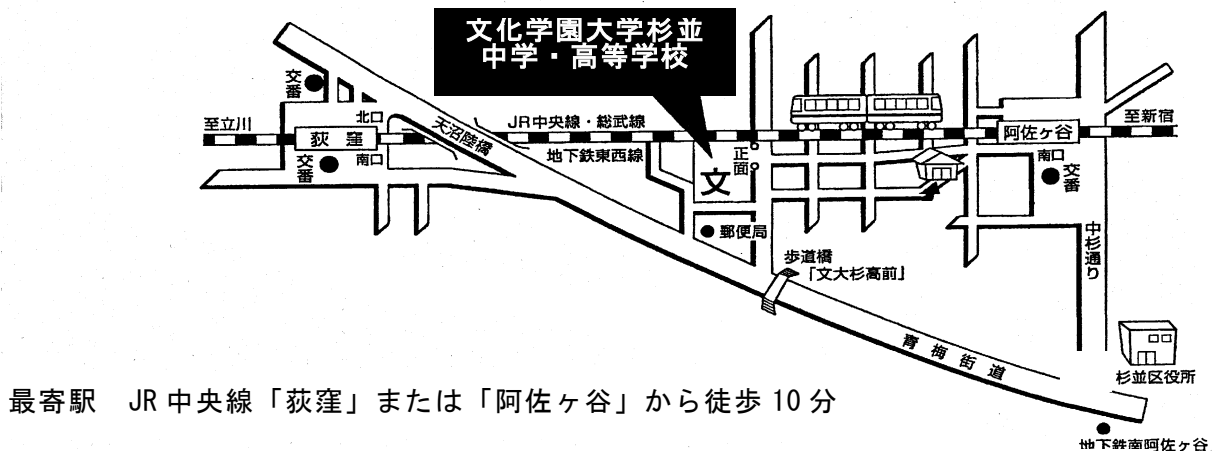 文化学園大学杉並
中学・高等学校
交番
北口
至立川
荻窪
天沼陸橋
JR中央線・総武線
地下鉄東西線
正面
阿佐ヶ谷
至新宿
交番
南口
文
南口
交番
郵便局
中杉通り
歩道橋
「文大杉高前」
青梅街道
杉並区役所
最寄駅 JR中央線「荻窪」または「阿佐ヶ谷」から徒歩10分
地下鉄南阿佐ヶ谷